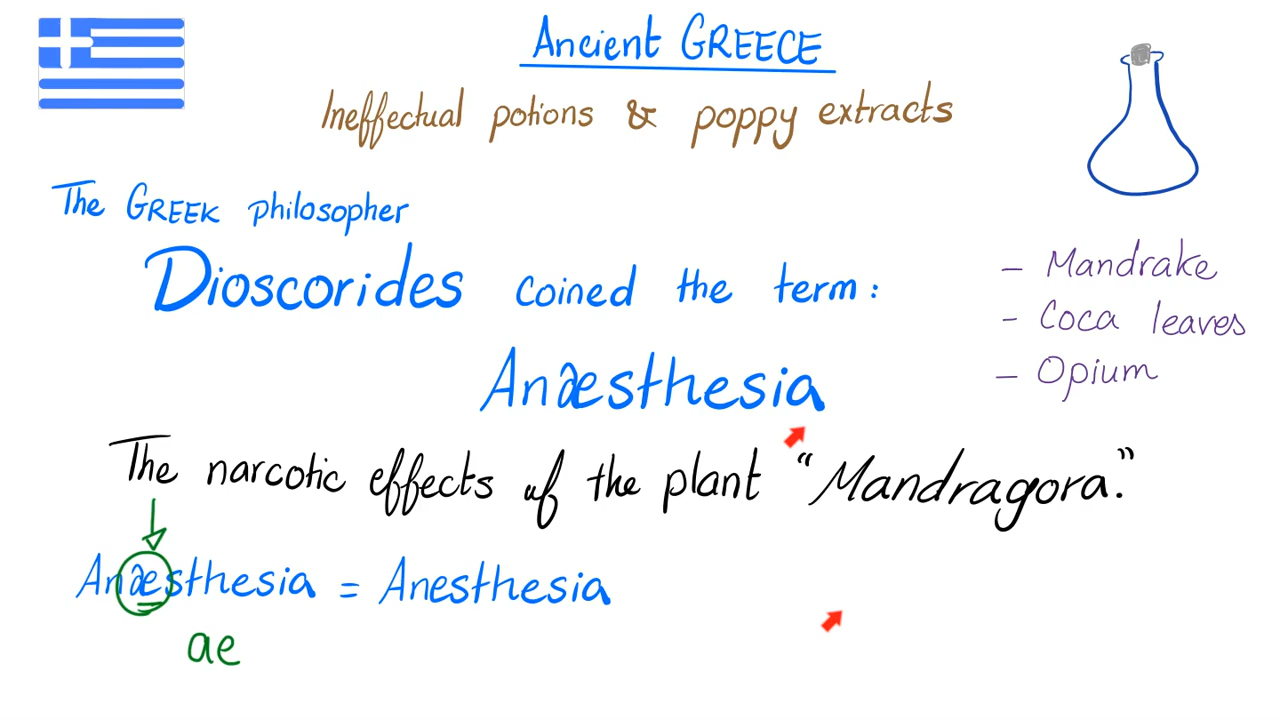 Ancient GREECE
Ineffectual potions & poppy extracts
The GREEK philosopher
Dioscorides coined the term:
- Mandrake
- Coca leaves
- Opium
Anæsthesia
The narcotic effects of the plant “Mandragora.”
Anæsthesia = Anesthesia
ae